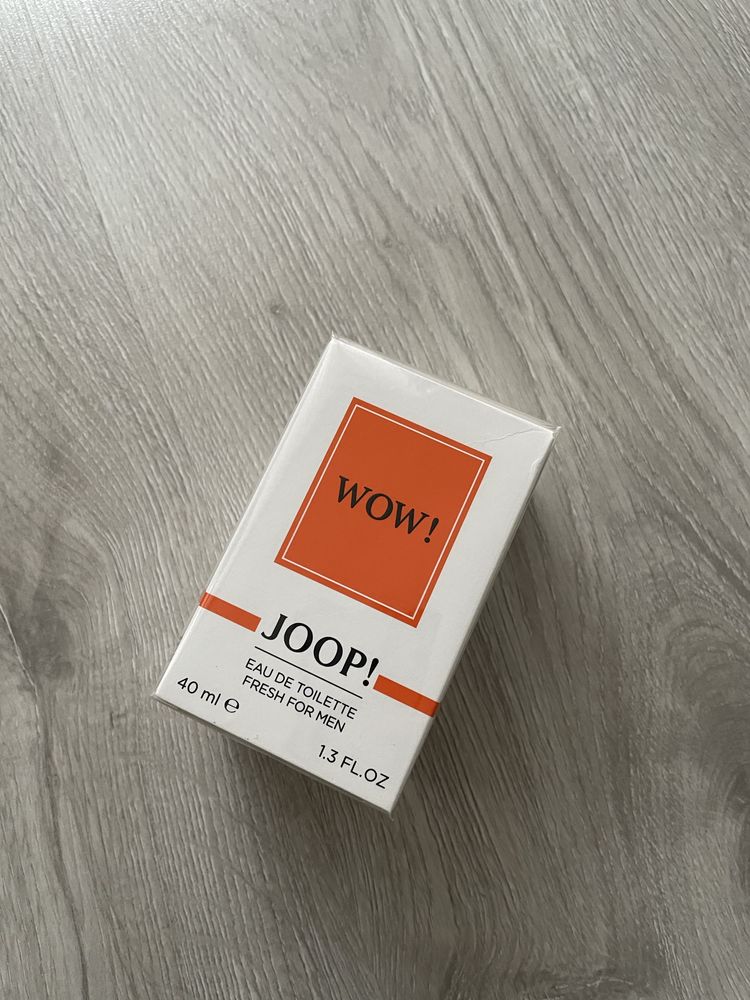 WOW!
JOOP!
EAU DE TOILETTE
FRESH FOR MEN
40 ml ℮
1.3 FL.OZ